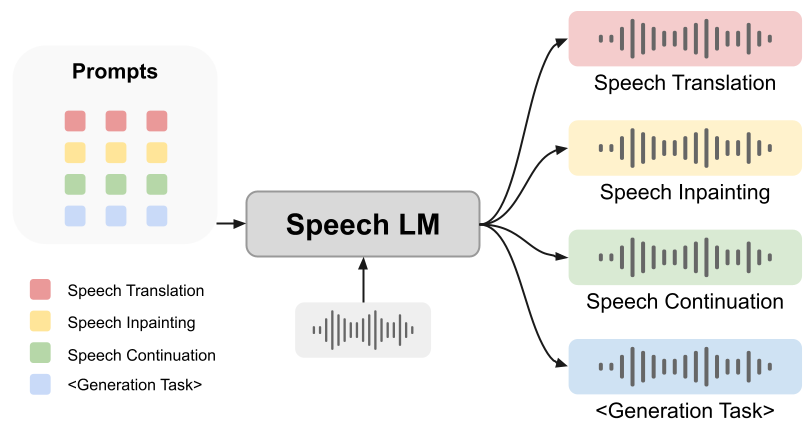 Prompts
Speech Translation
Speech Inpainting
Speech Continuation
<Generation Task>
Speech LM
Speech Translation
Speech Inpainting
Speech Continuation
<Generation Task>